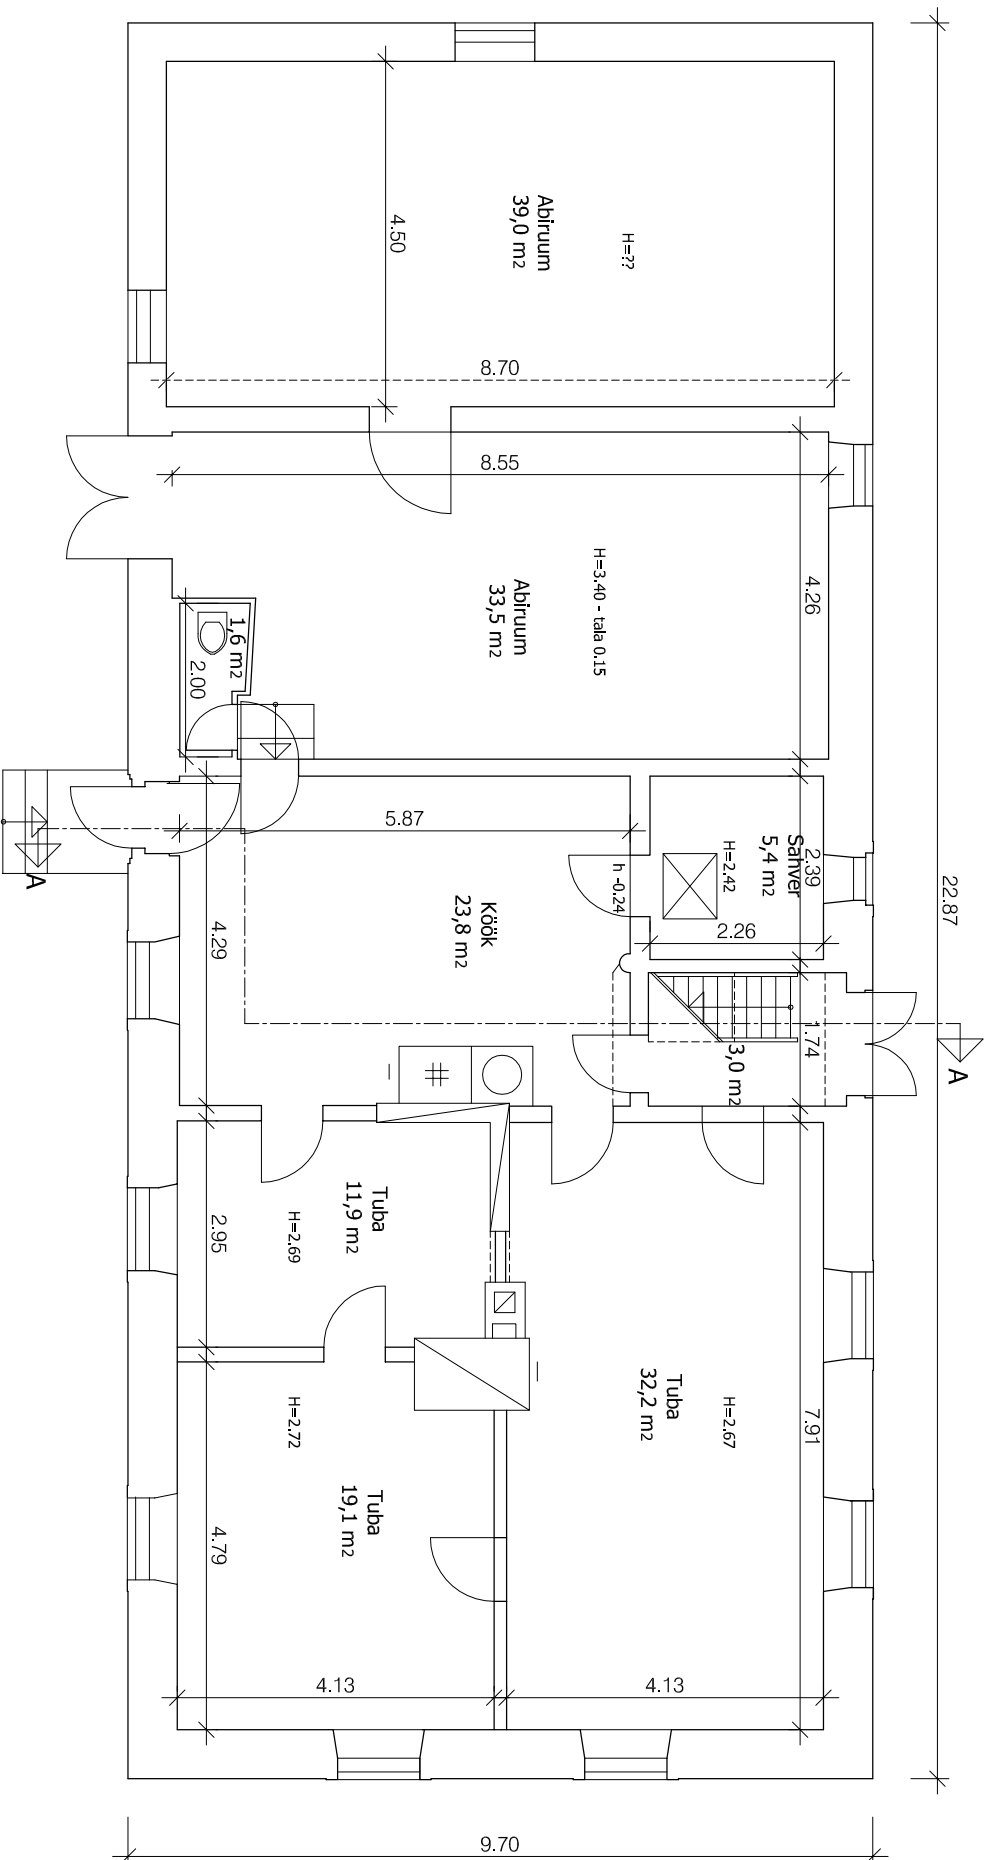 22.87
9.70
Abiruum
39,0 m2
H=??
4.50
8.70
8.55
4.26
Abiruum
33,5 m2
H=3.40 - tala 0.15
1,6 m2
2.00
5.87
Sahver
5,4 m2
2.39
H=2.42
2.26
h -0.24
Köök
23,8 m2
4.29
A
A
1.74
3,0 m2
Tuba
11,9 m2
H=2.69
2.95
Tuba
32,2 m2
H=2.67
7.91
Tuba
19,1 m2
H=2.72
4.79
4.13
4.13